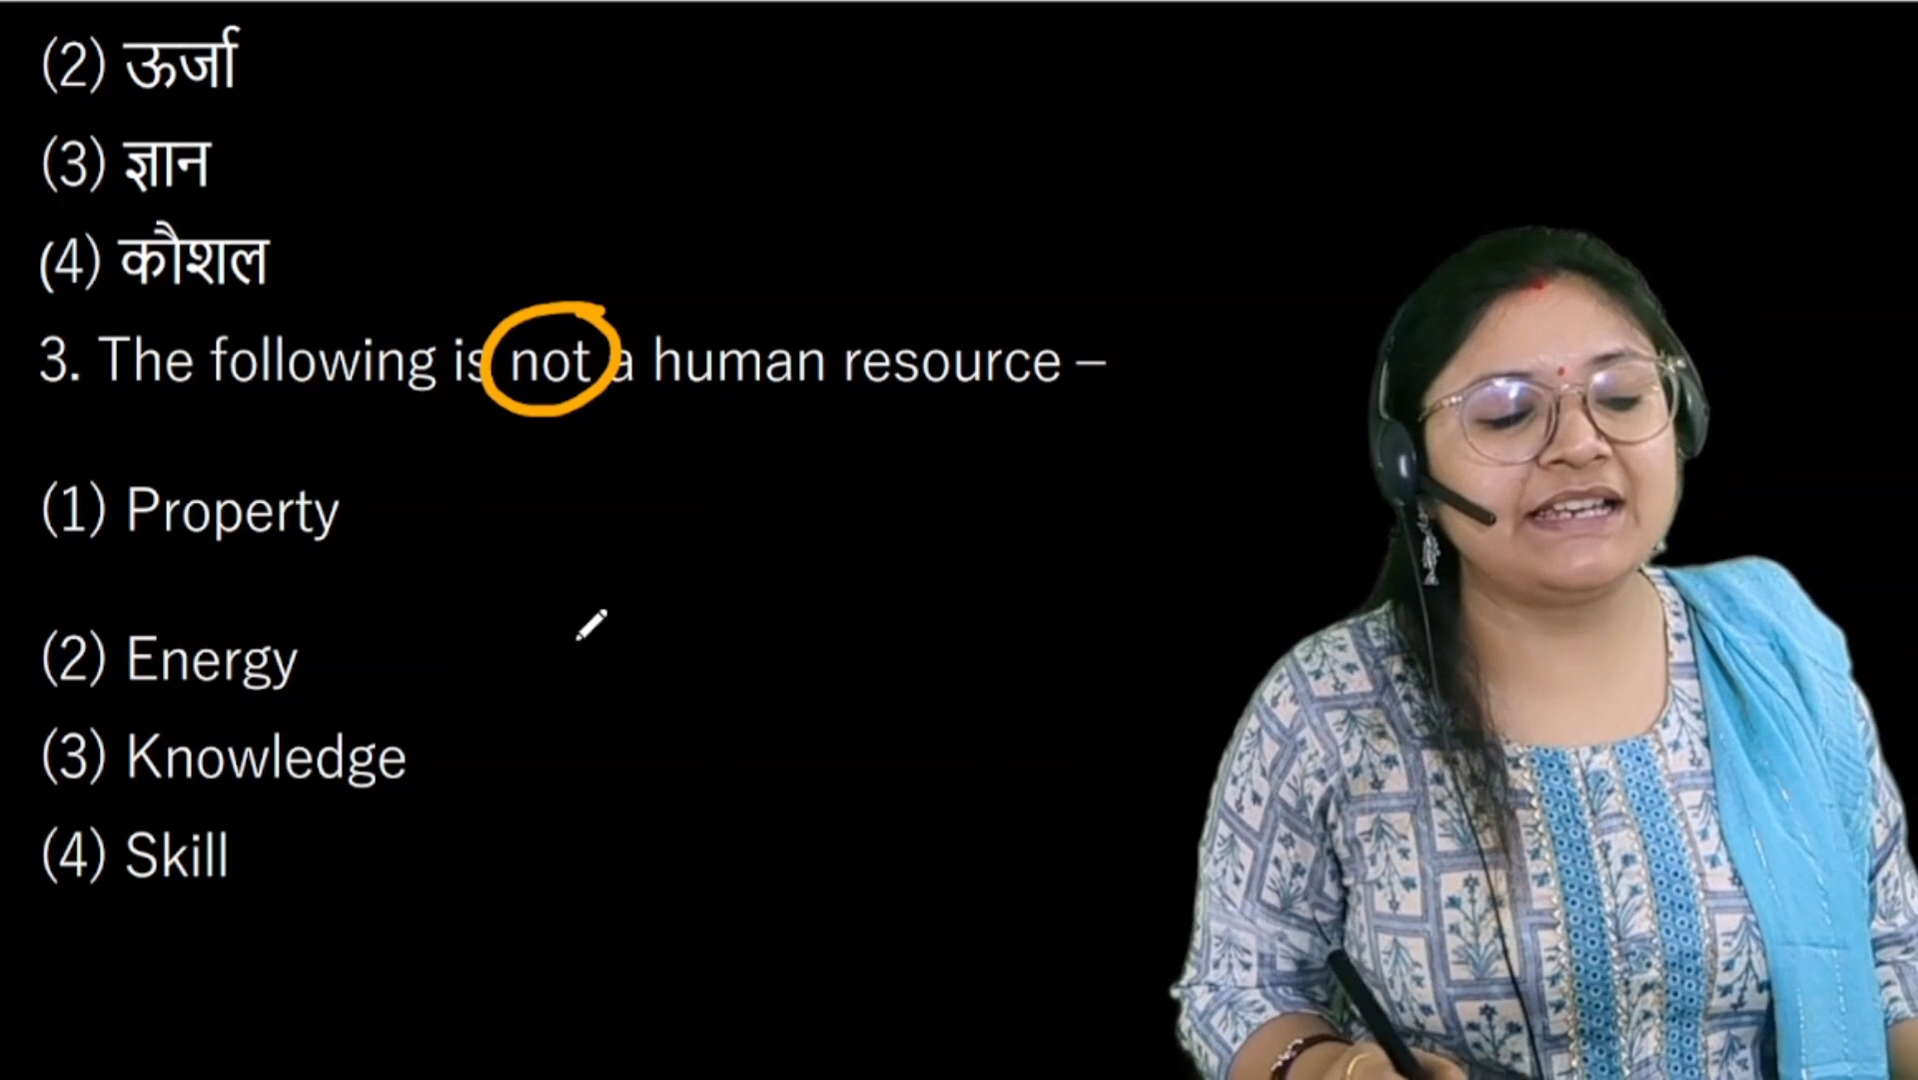 (2) ऊर्जा
(3) ज्ञान
(4) कौशल
3. The following is not a human resource –
(1) Property
(2) Energy
(3) Knowledge
(4) Skill